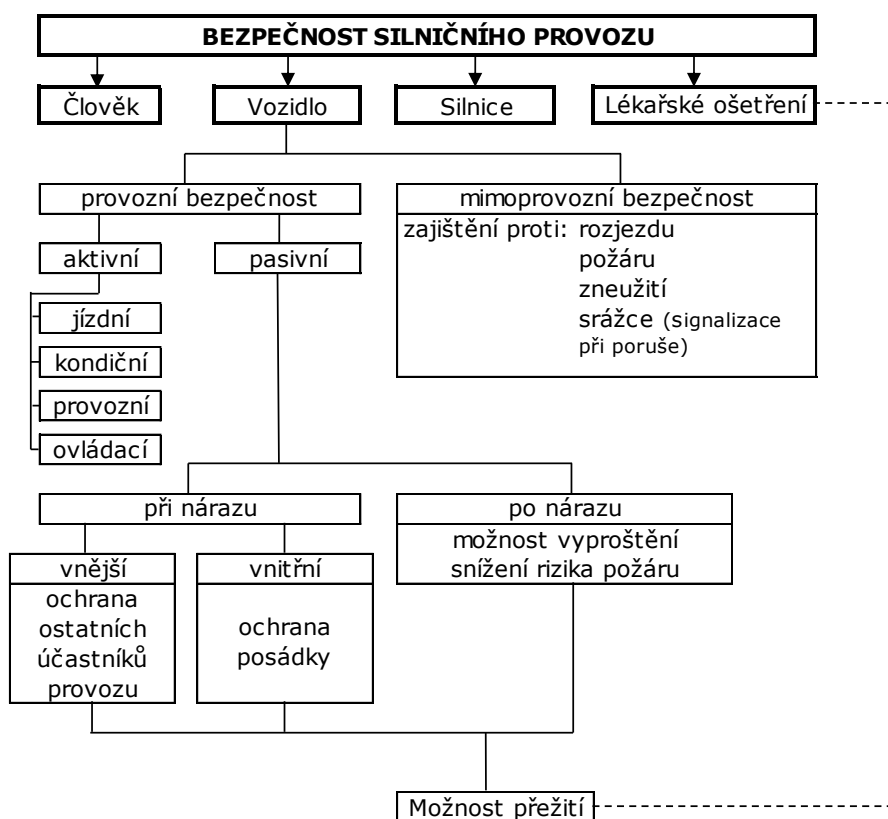 BEZPEČNOST SILNIČNÍHO PROVOZU
Člověk
Vozidlo
Silnice
Lékařské ošetření
provozní bezpečnost
mimoprovozní bezpečnost
zajištění proti: rozjezdu
požáru
zneužití
srážce (signalizace
při poruše)
aktivní
pasivní
jízdní
kondiční
provozní
ovládací
při nárazu
po nárazu
možnost vyproštění
snížení rizika požáru
vnější
ochrana
ostatních
účastníků
provozu
vnitřní
ochrana
posádky
Možnost přežití